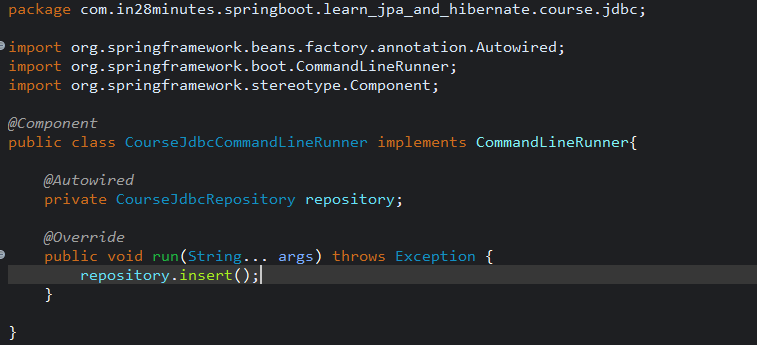 package com.in28minutes.springboot.learn_jpa_and_hibernate.course.jdbc;
import org.springframework.beans.factory.annotation.Autowired;
import org.springframework.boot.CommandLineRunner;
import org.springframework.stereotype.Component;
@Component
public class CourseJdbcCommandLineRunner implements CommandLineRunner{
@Autowired
private CourseJdbcRepository repository;
@Override
public void run(String... args) throws Exception {
repository.insert();
}
}